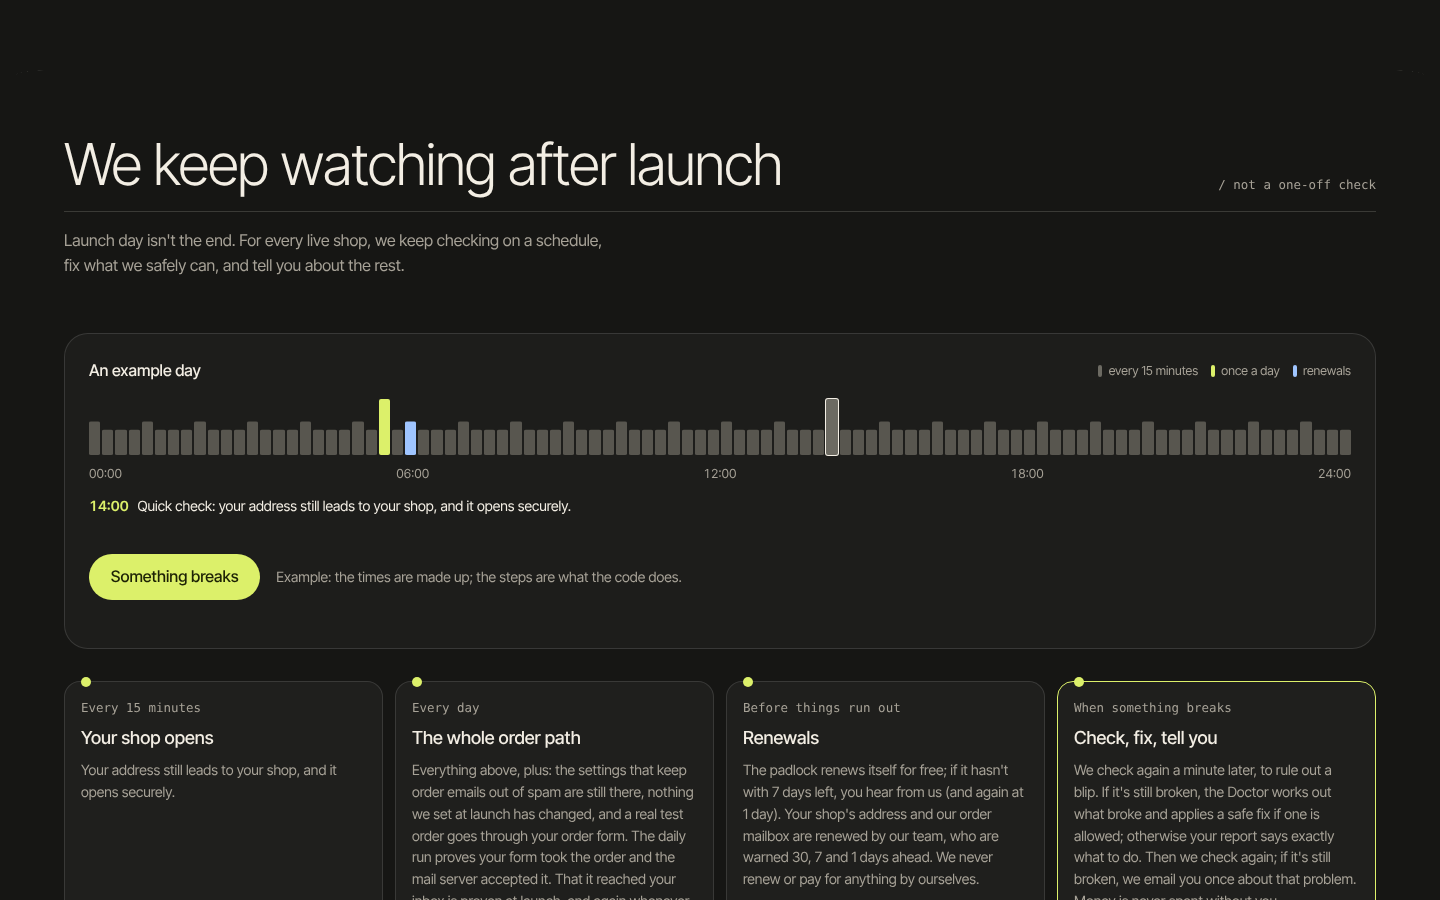 We keep watching after launch
/ not a one-off check
Launch day isn't the end. For every live shop, we keep checking on a schedule,
fix what we safely can, and tell you about the rest.
An example day
every 15 minutes
once a day
renewals
00:00
06:00
12:00
18:00
24:00
14:00 Quick check: your address still leads to your shop, and it opens securely.
Something breaks
Example: the times are made up; the steps are what the code does.
Every 15 minutes
Your shop opens
Your address still leads to your shop, and it
opens securely.
Every day
The whole order path
Everything above, plus: the settings that keep
order emails out of spam are still there, nothing
we set at launch has changed, and a real test
order goes through your order form. The daily
run proves your form took the order and the
mail server accepted it. That it reached your
inbox is proven at launch, and again whenever
Before things run out
Renewals
The padlock renews itself for free; if it hasn't
with 7 days left, you hear from us (and again at
1 day). Your shop's address and our order
mailbox are renewed by our team, who are
warned 30, 7 and 1 days ahead. We never
renew or pay for anything by ourselves.
When something breaks
Check, fix, tell you
We check again a minute later, to rule out a
blip. If it's still broken, the Doctor works out
what broke and applies a safe fix if one is
allowed; otherwise your report says exactly
what to do. Then we check again; if it's still
broken, we email you once about that problem.
Money is never spent without you.